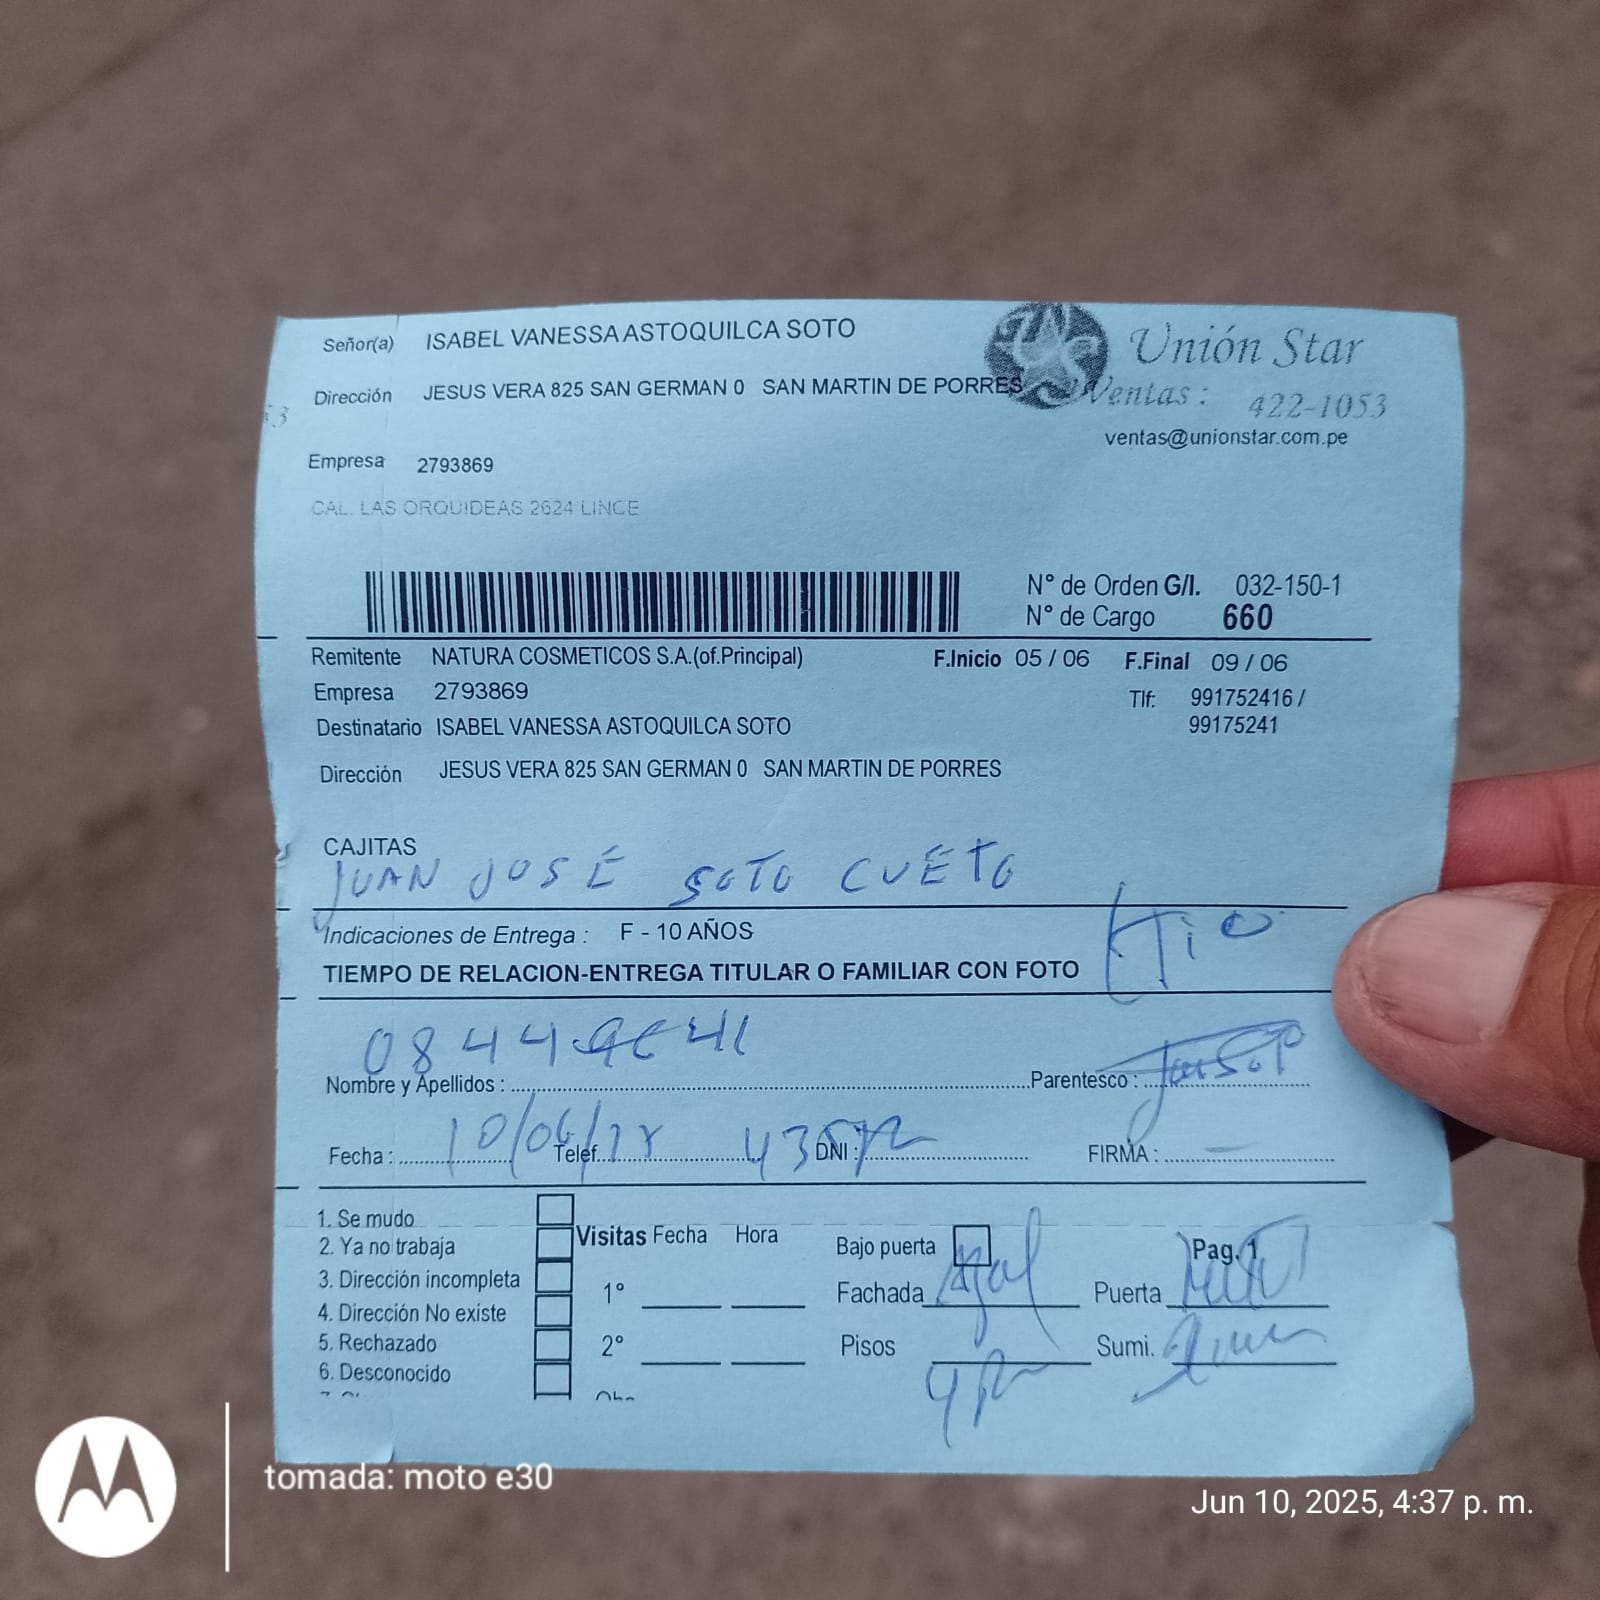 Señor(a) ISABEL VANESSA ASTOQUILCA SOTO
Unión Star
Dirección JESUS VERA 825 SAN GERMAN 0 SAN MARTIN DE PORRES
Ventas : 422-1053
53
ventas@unionstar.com.pe
Empresa 2793869
CAL. LAS ORQUIDEAS 2624 LINCE
N° de Orden G/I. 032-150-1
N° de Cargo 660
Remitente NATURA COSMETICOS S.A.(of.Principal) F.Inicio 05 / 06 F.Final 09 / 06
Empresa 2793869 Tlf: 991752416 /
99175241
Destinatario ISABEL VANESSA ASTOQUILCA SOTO
Dirección JESUS VERA 825 SAN GERMAN 0 SAN MARTIN DE PORRES
CAJITAS
JUAN JOSÉ SOTO CUETO
Indicaciones de Entrega : F - 10 AÑOS
tio
TIEMPO DE RELACION-ENTREGA TITULAR O FAMILIAR CON FOTO
Nombre y Apellidos : Parentesco :
Fecha : 10/06/ Telef. DNI : FIRMA :
1. Se mudo
2. Ya no trabaja
3. Dirección incompleta
4. Dirección No existe
5. Rechazado
6. Desconocido
Visitas Fecha Hora
1°
2°
Bajo puerta Pag. 1
Fachada Puerta
Pisos Sumi.
tomada: moto e30
Jun 10, 2025, 4:37 p. m.